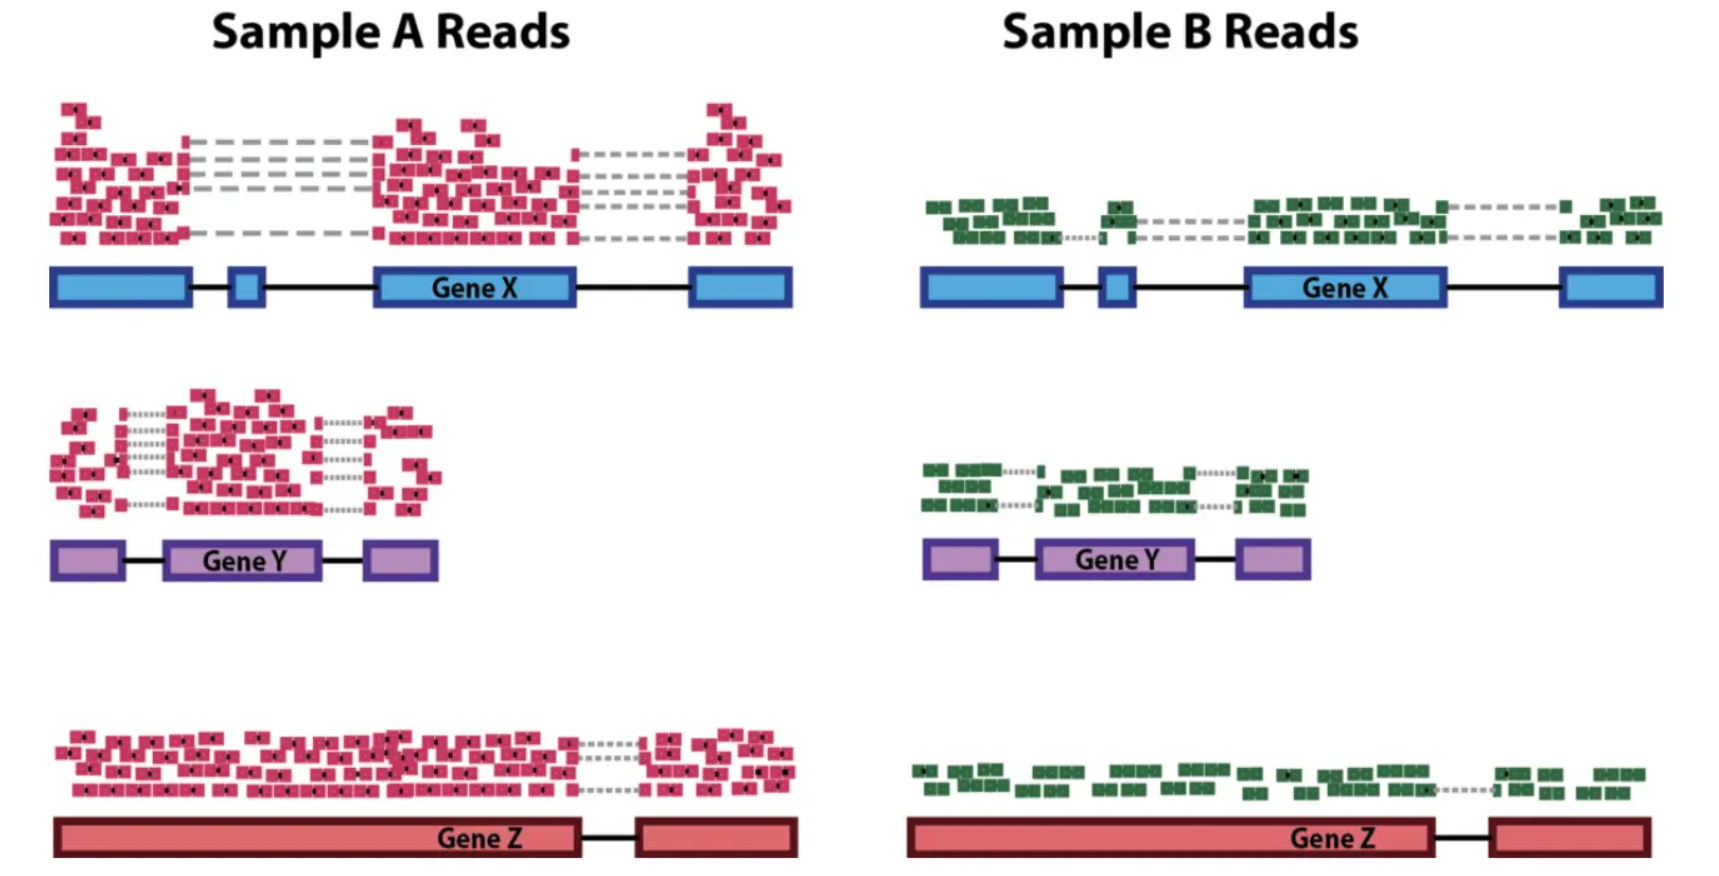 Sample A Reads
Sample B Reads
Gene X
Gene X
Gene Y
Gene Y
Gene Z
Gene Z